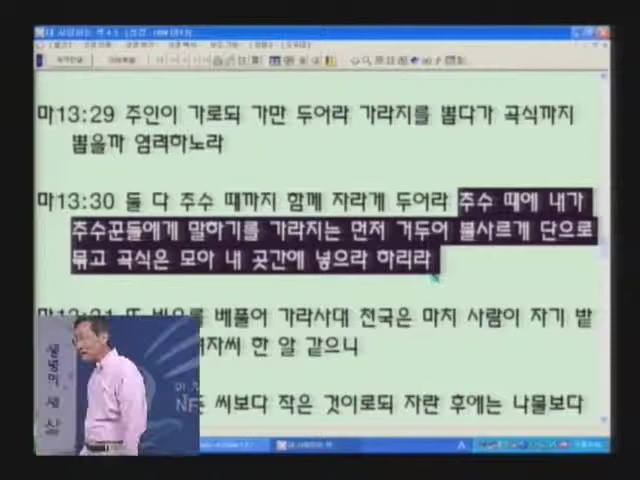 마13:29 주인이 가로되 가만 두어라 가라지를 뽑다가 곡식까지
뽑을까 염려하노라
마13:30 둘 다 추수 때까지 함께 자라게 두어라 추수 때에 내가
추수꾼들에게 말하기를 가라지는 먼저 거두어 불사르게 단으로
묶고 곡식은 모아 내 곳간에 넣으라 하리라
베풀어 가라사대 천국은 마치 사람이 자기 밭
한 알 같으니
씨보다 작은 것이로되 자란 후에는 나물보다